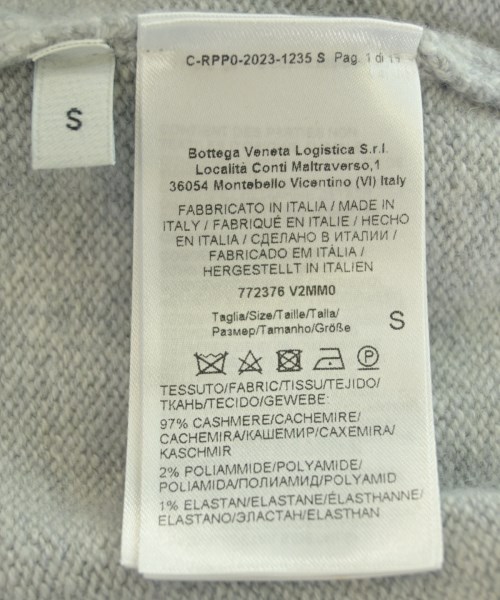 C-RPP0-2023-1235 S Pag. 1 di
S
Bottega Veneta Logistica S.r.l.
Località Conti Maltraverso,1
36054 Montebello Vicentino (VI) Italy
FABBRICATO IN ITALIA / MADE IN
ITALY / FABRIQUÉ EN ITALIE / HECHO
EN ITALIA / СДЕЛАНО В ИТАЛИИ /
FABRICADO EM ITÁLIA /
HERGESTELLT IN ITALIEN
772376 V2MM0
Taglia/Size/Taille/Talla/
Размер/Tamanho/Größe
S
TESSUTO/FABRIC/TISSU/TEJIDO/
ТКАНЬ/TECIDO/GEWEBE:
97% CASHMERE/CACHEMIRE/
CACHEMIRA/КАШЕМИР/CAXEMIRA/
KASCHMIR
2% POLIAMMIDE/POLYAMIDE/
POLIAMIDA/ПОЛИАМИД/POLYAMID
1% ELASTAN/ELASTANE/ÉLASTHANNE/
ELASTANO/ЭЛАСТАН/ELASTHAN